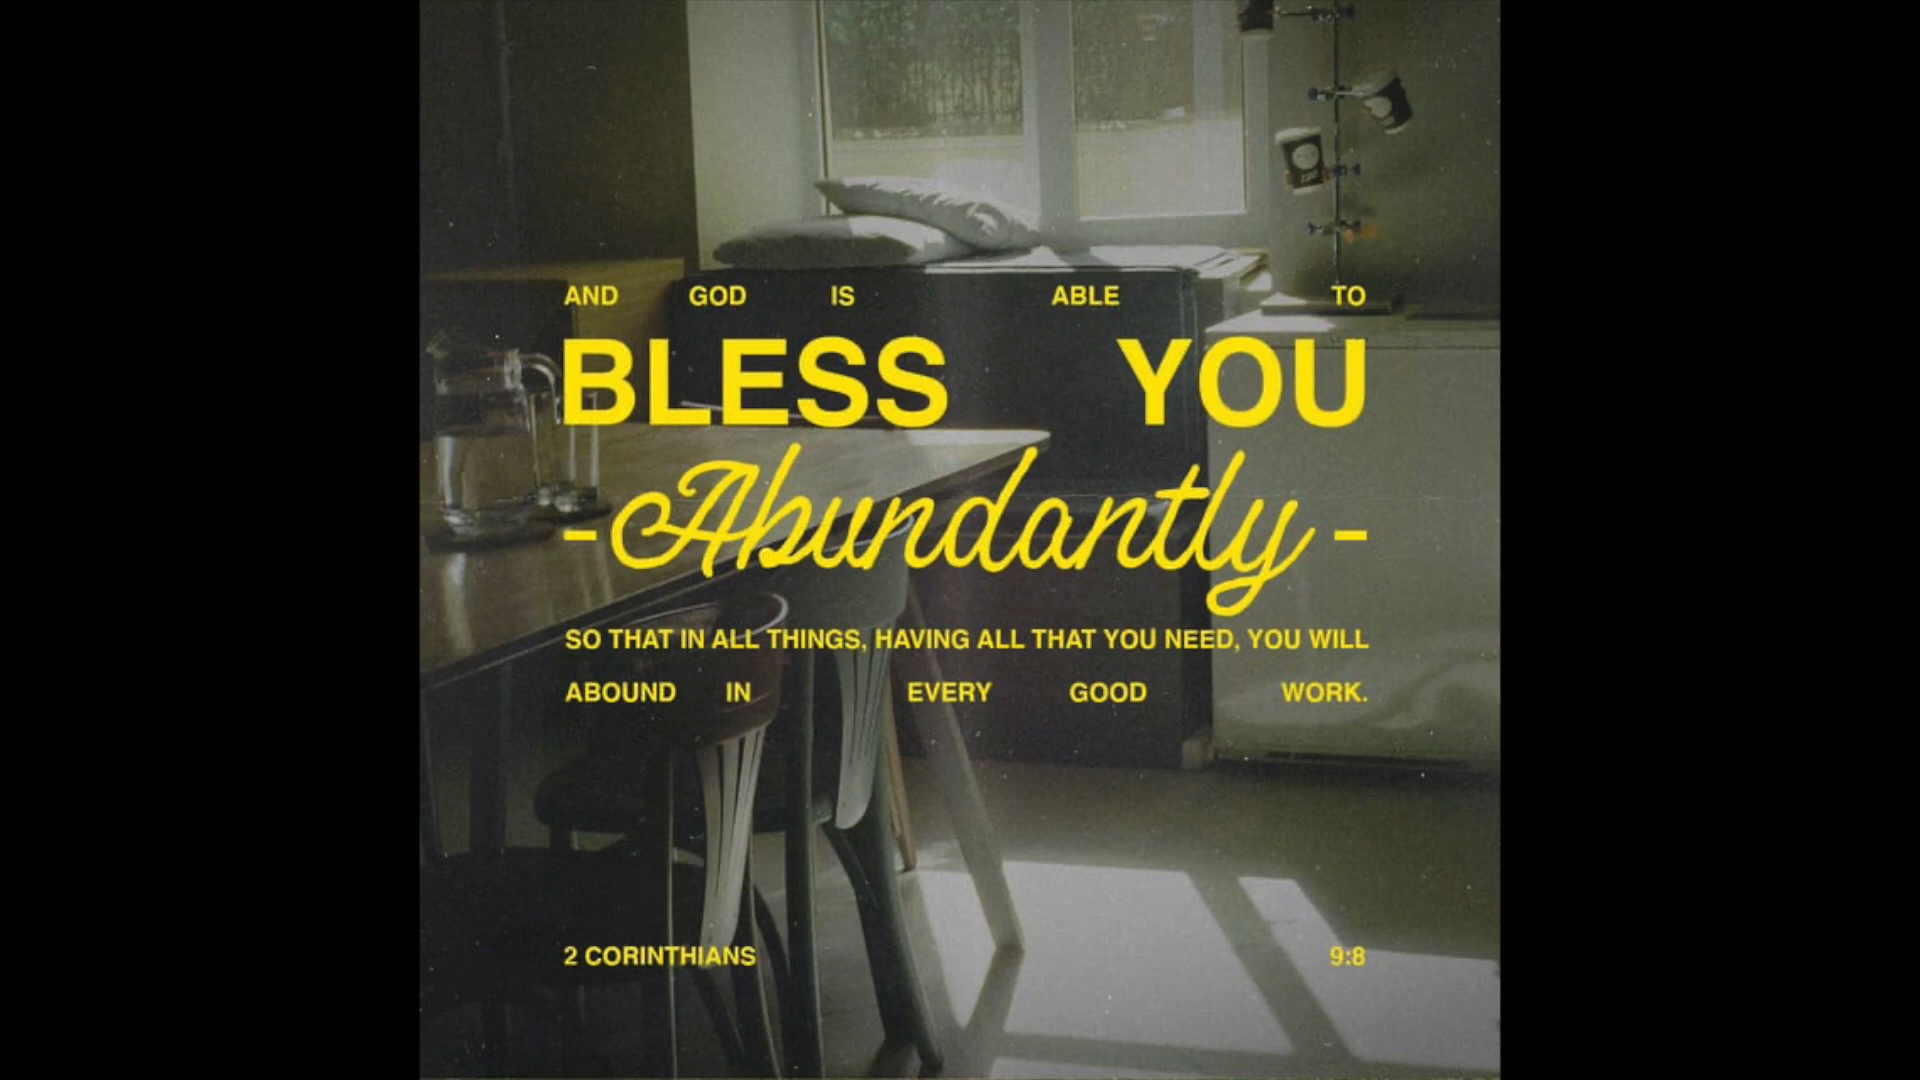 AND GOD IS ABLE TO
BLESS YOU
-Abundantly-
SO THAT IN ALL THINGS, HAVING ALL THAT YOU NEED, YOU WILL
ABOUND IN EVERY GOOD WORK.
2 CORINTHIANS 9:8